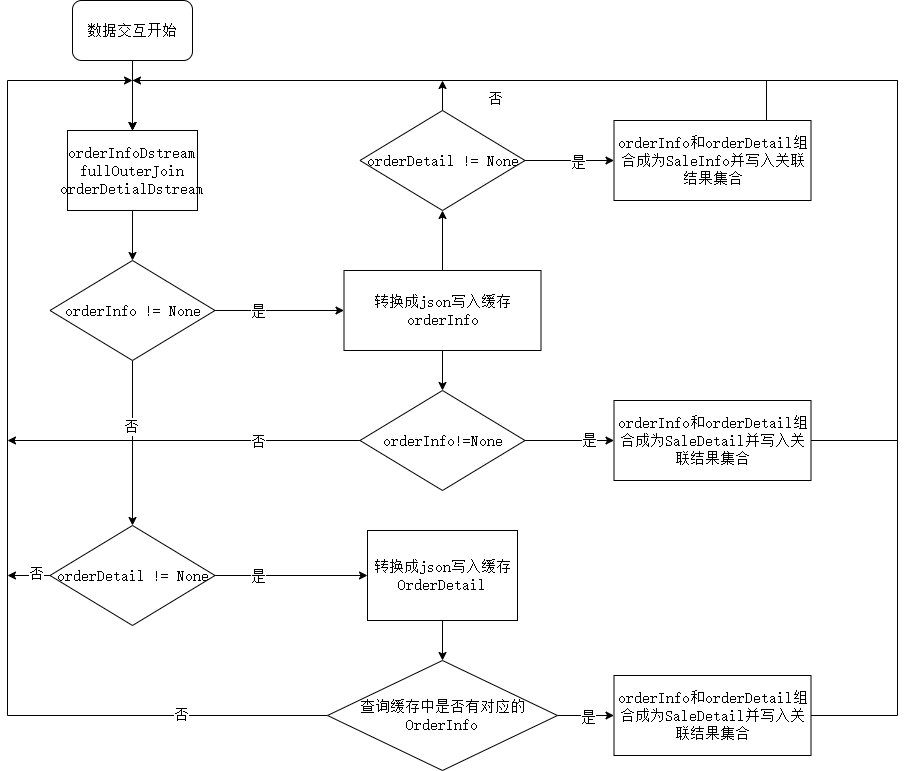 数据交互开始
否
orderInfoDstream
fullOuterJoin
orderDetialDstream
orderDetail != None
是
orderInfo和orderDetail组
合成为SaleInfo并写入关联
结果集合
orderInfo != None
是
转换成json写入缓存
orderInfo
否
否
orderInfo!=None
是
orderInfo和orderDetail组
合成为SaleDetail并写入关
联结果集合
否
orderDetail != None
是
转换成json写入缓存
OrderDetail
否
查询缓存中是否有对应的
OrderInfo
是
orderInfo和orderDetail组
合成为SaleDetail并写入关
联结果集合